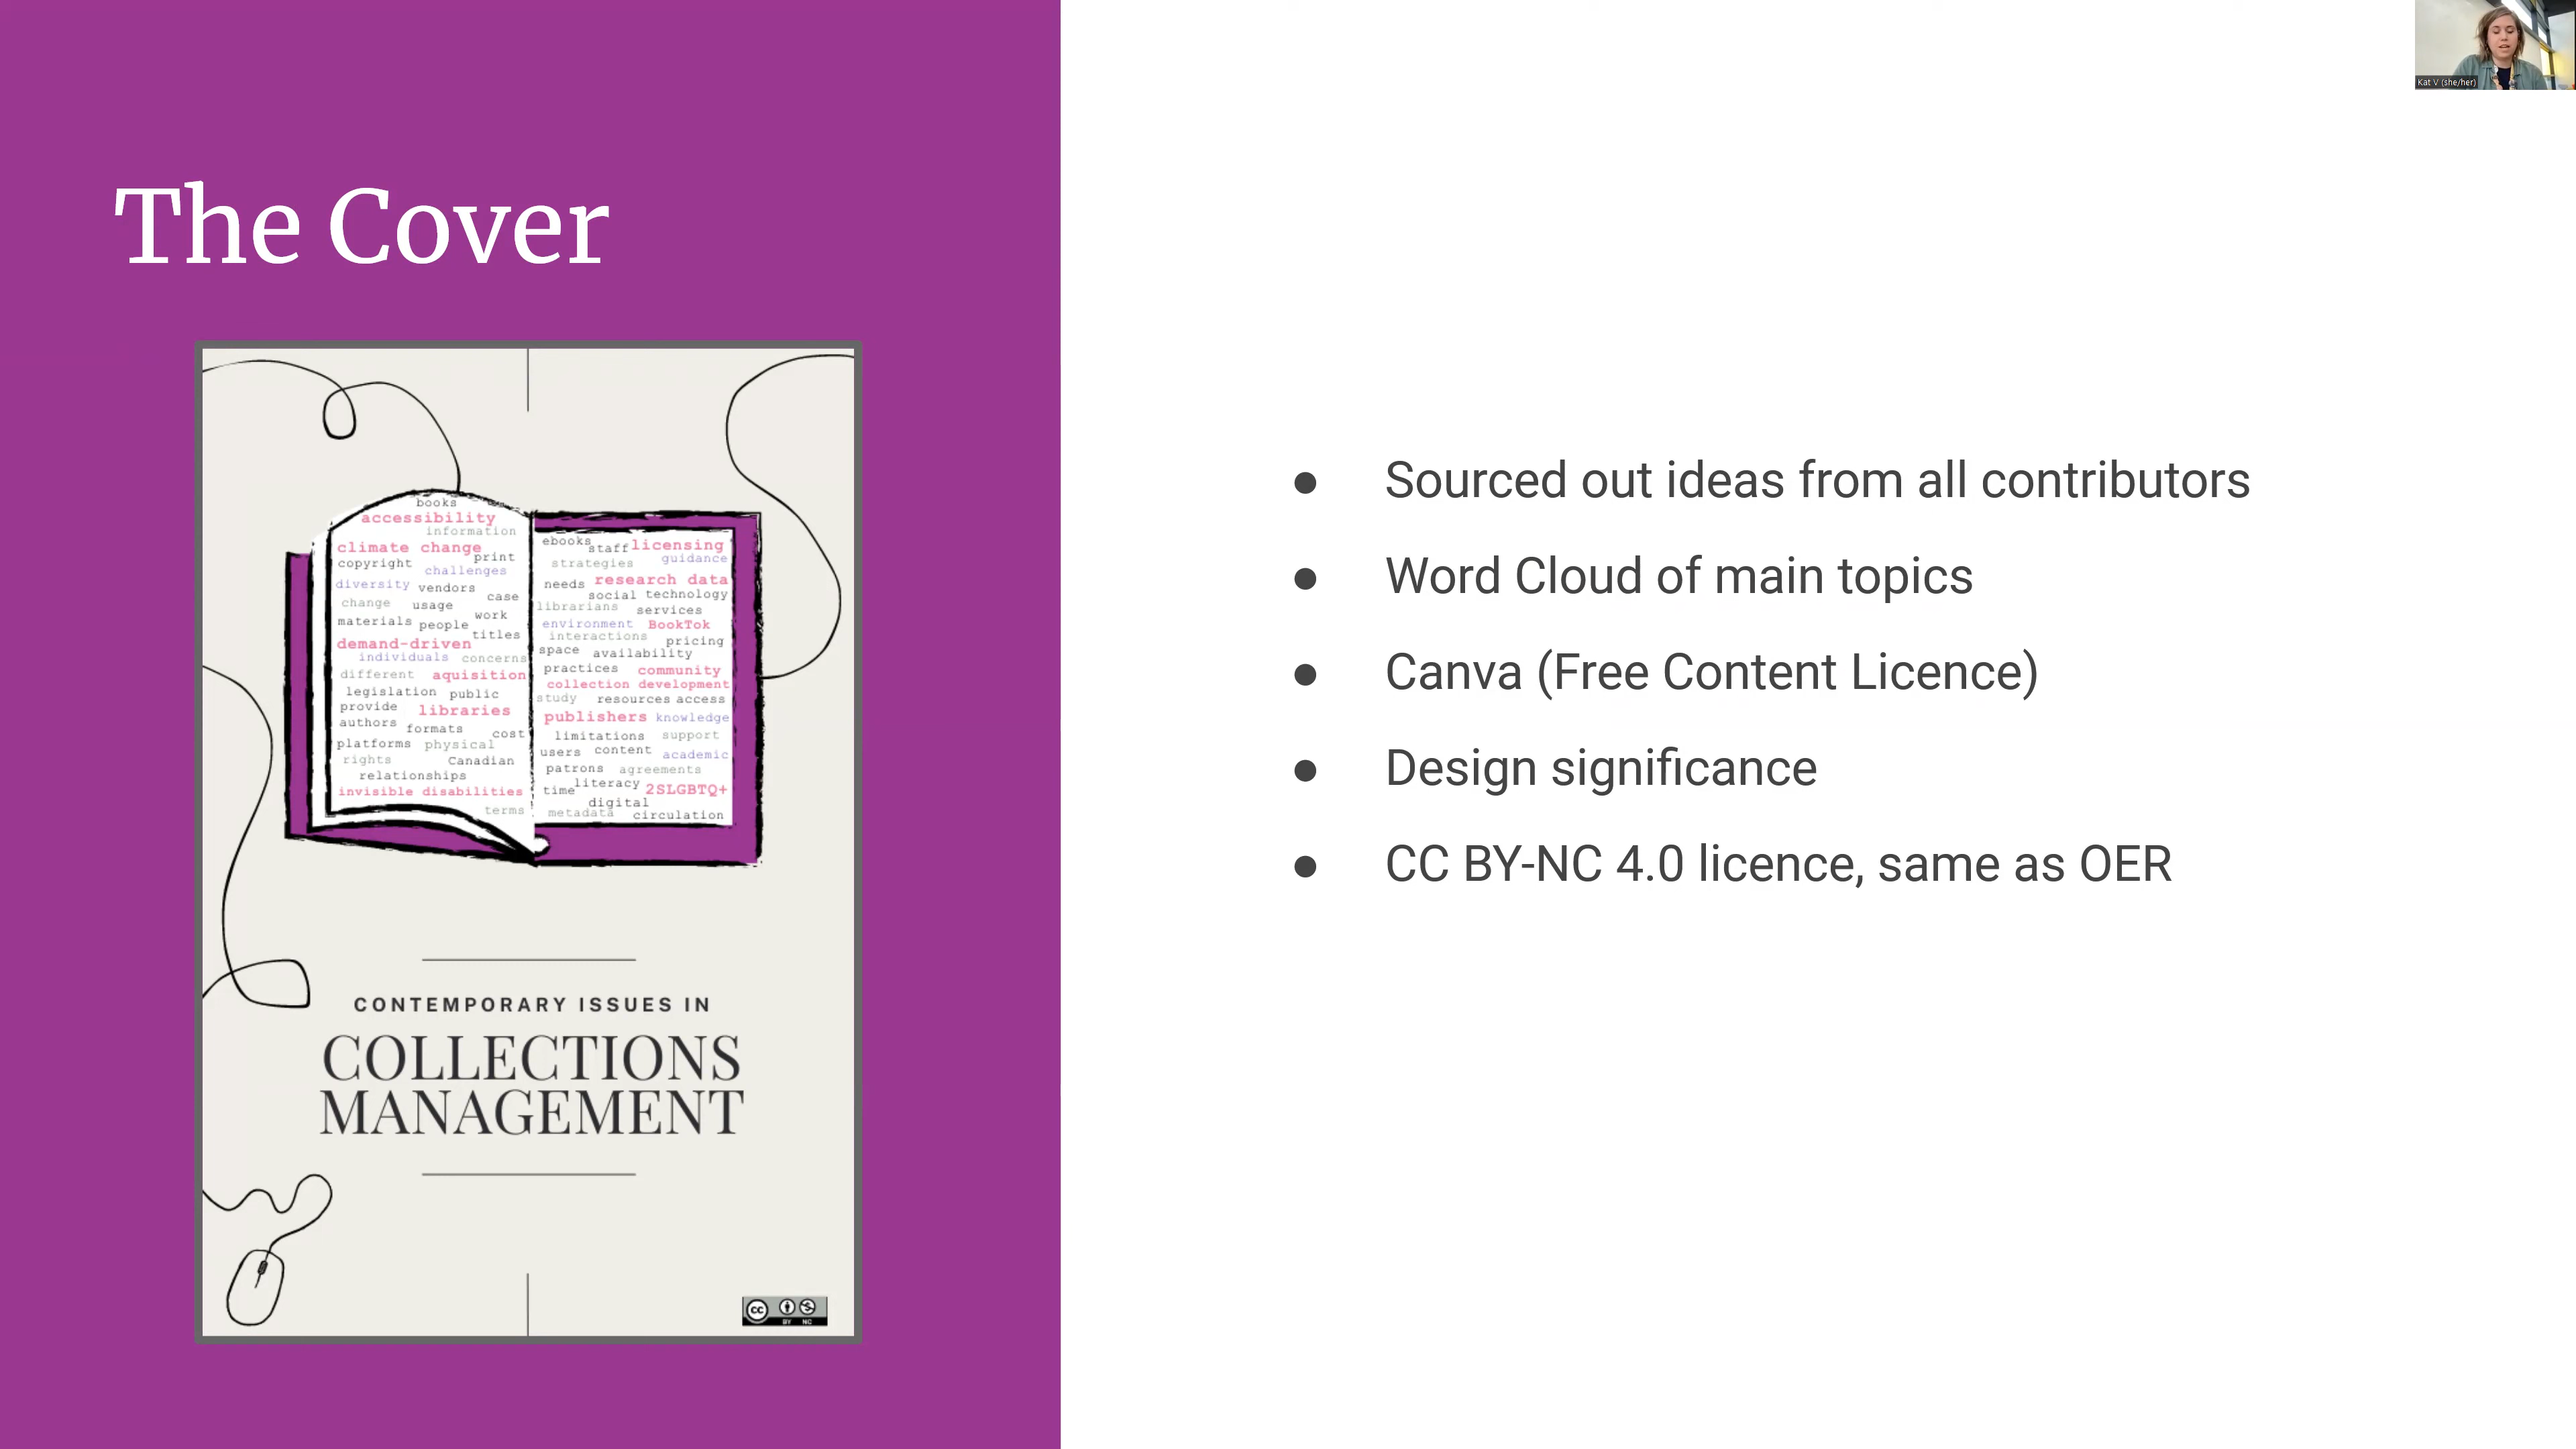 Kat V (she/her)
The Cover
books
accessibility
information
climate change
print
copyright
challenges
diversity vendors
case
change usage
work
materials people
titles
demand-driven
individuals concerns
different aquisition
legislation public
provide libraries
authors formats
cost
platforms physical
rights Canadian
relationships
invisible disabilities
terms
ebooks
staff licensing
strategies guidance
needs research data
social technology
librarians services
environment BookTok
interactions pricing
space availability
practices community
collection development
study resources access
publishers knowledge
limitations support
users content academic
patrons agreements
literacy
time 2SLGBTQ+
digital
metadata circulation
CONTEMPORARY ISSUES IN
COLLECTIONS
MANAGEMENT
cc
BY NC
● Sourced out ideas from all contributors
● Word Cloud of main topics
● Canva (Free Content Licence)
● Design significance
● CC BY-NC 4.0 licence, same as OER